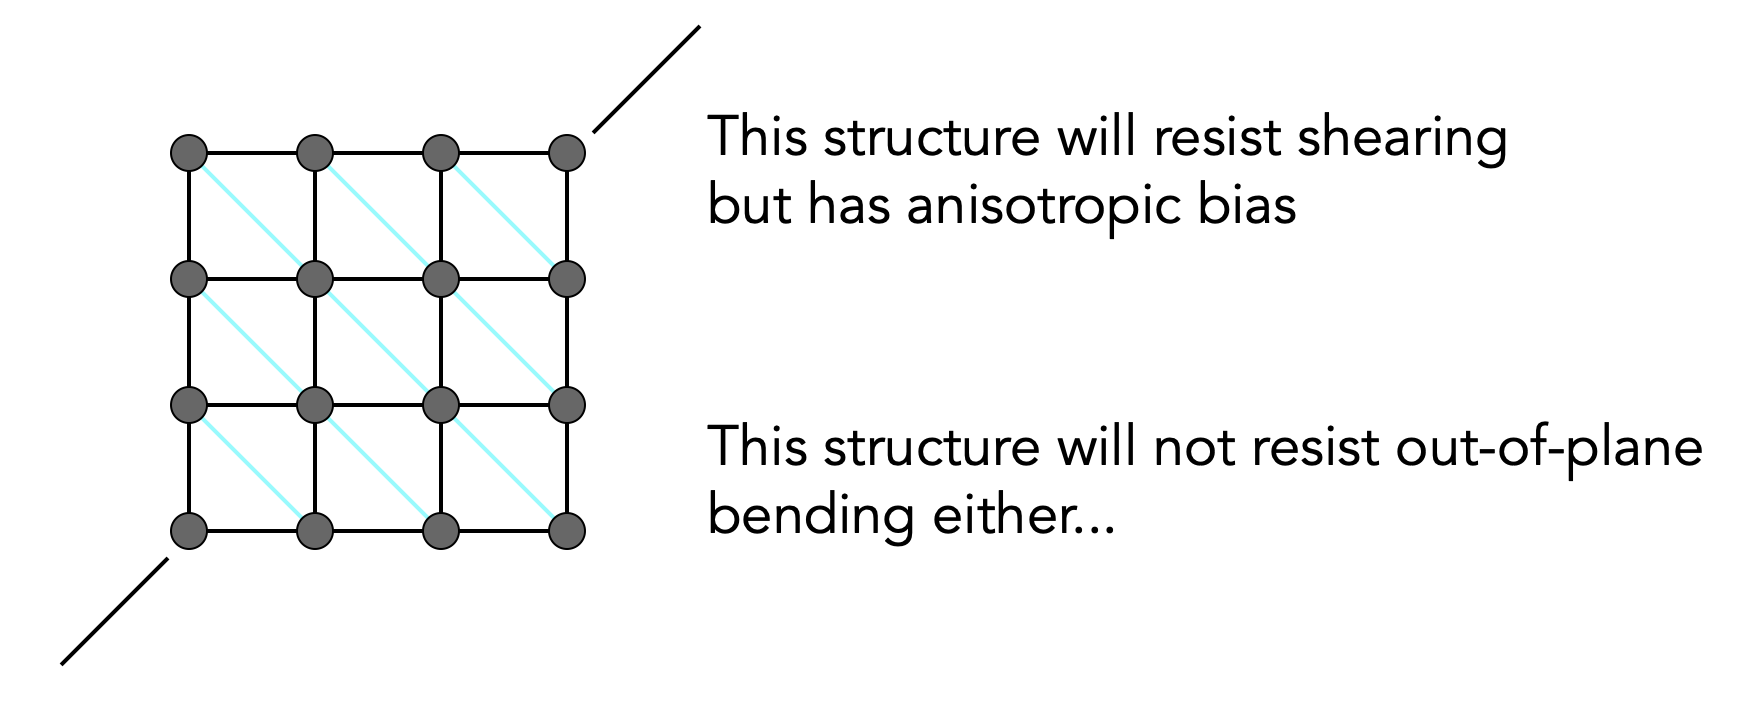 This structure will resist shearing
but has anisotropic bias
This structure will not resist out-of-plane
bending either...